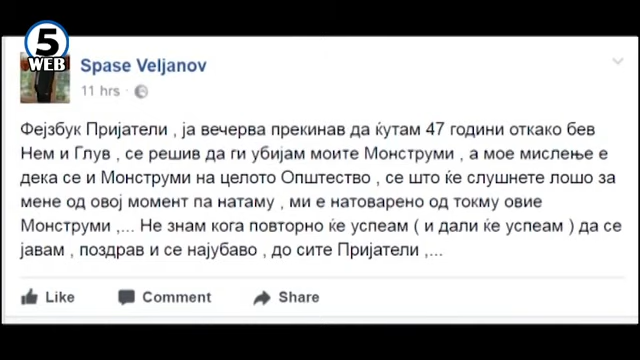 5
WEB
Spase Veljanov
11 hrs ·
Фејзбук Пријатели , ја вечерва прекинав да ќутам 47 години откако бев
Нем и Глув , се решив да ги убијам моите Монструми , а мое мислење е
дека се и Монструми на целото Општество , се што ќе слушнете лошо за
мене од овој момент па натаму , ми е натоварено од токму овие
Монструми ,... Не знам кога повторно ќе успеам ( и дали ќе успеам ) да се
јавам , поздрав и се најубаво , до сите Пријатели ,...
Like Comment Share